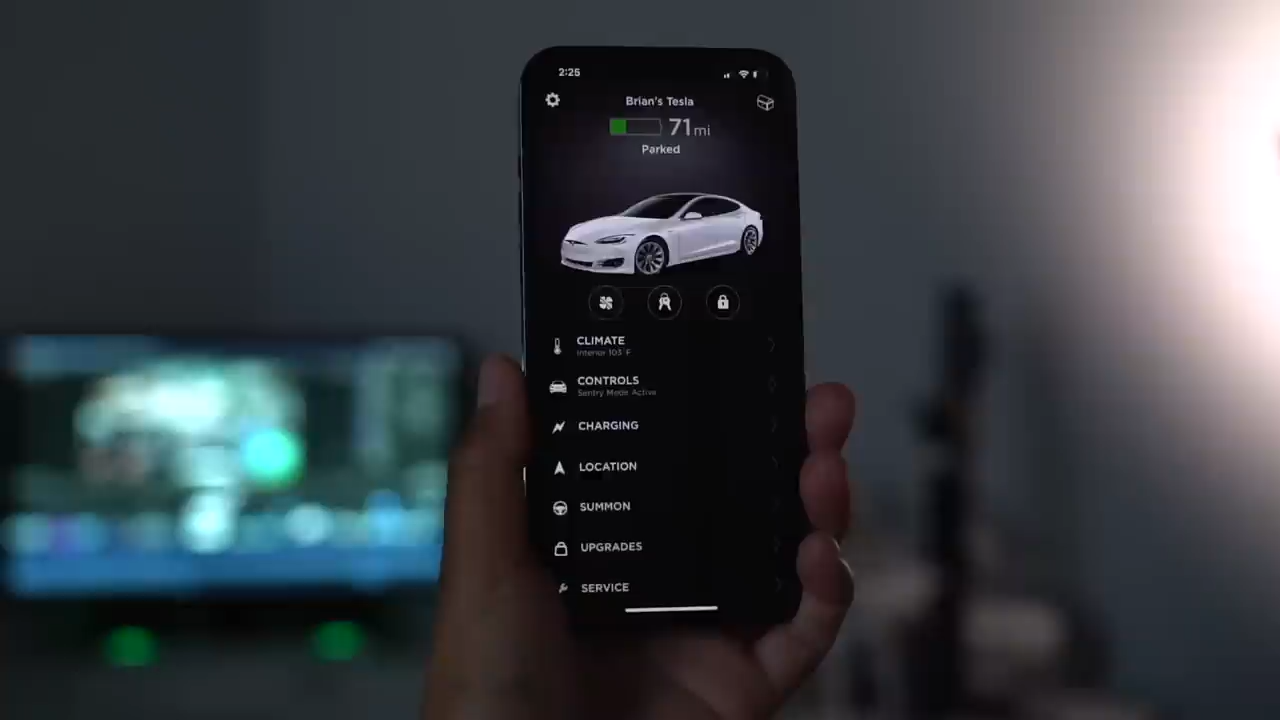 2:25
Brian's Tesla
71 mi
Parked
CLIMATE
Interior 103°F
CONTROLS
Sentry Mode Active
CHARGING
LOCATION
SUMMON
UPGRADES
SERVICE